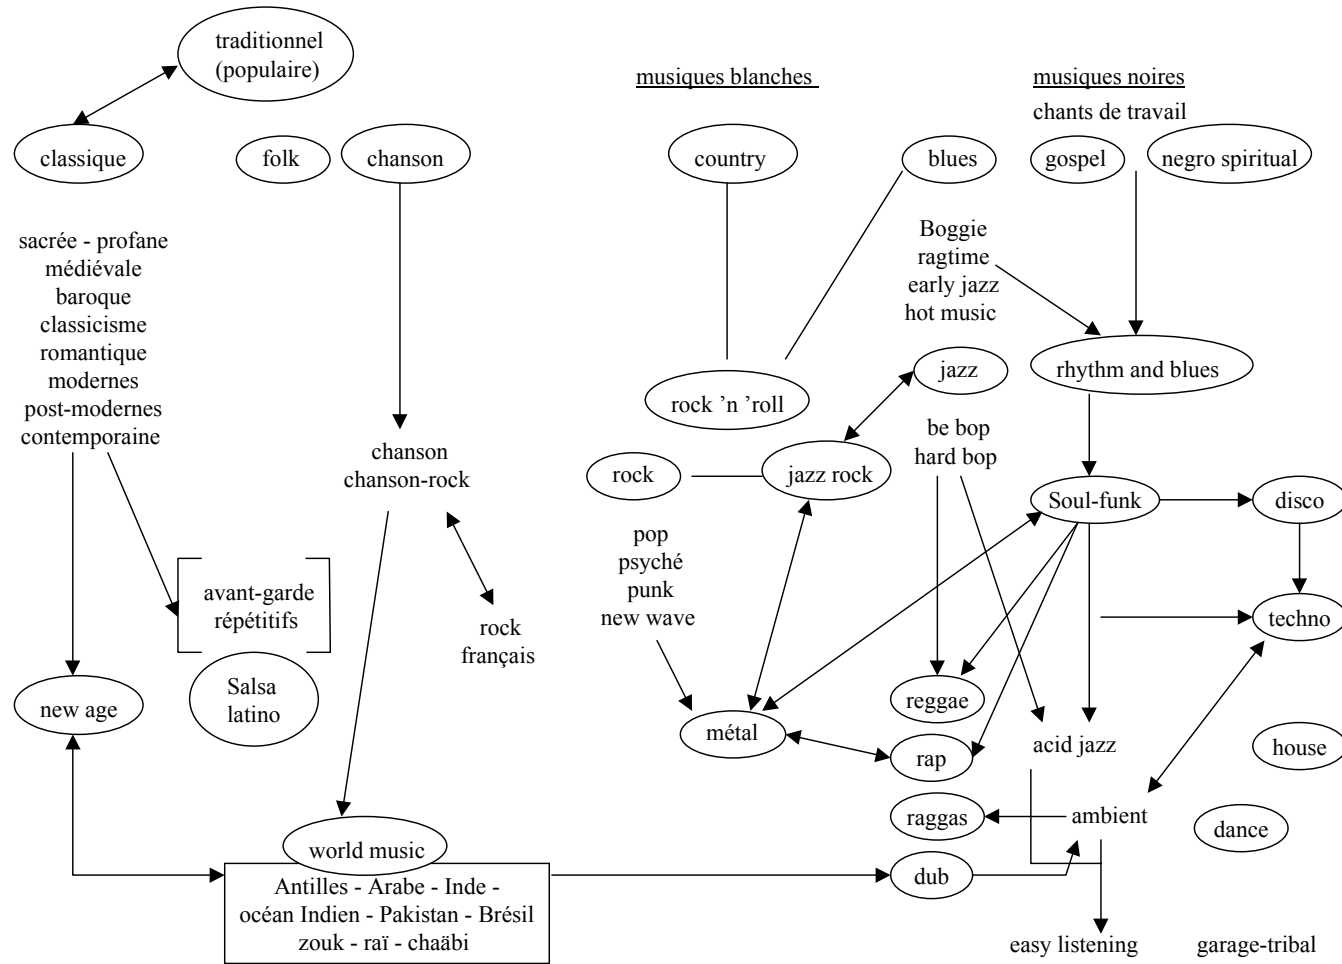 traditionnel
(populaire)
musiques blanches
musiques noires
chants de travail
classique
folk
chanson
country
blues
gospel
negro spiritual
sacrée - profane
médiévale
baroque
classicisme
romantique
modernes
post-modernes
contemporaine
Boggie
ragtime
early jazz
hot music
jazz
rhythm and blues
rock ’n ’roll
be bop
hard bop
chanson
chanson-rock
rock
jazz rock
Soul-funk
disco
pop
psyché
punk
new wave
avant-garde
répétitifs
rock
français
techno
Salsa
latino
new age
reggae
métal
rap
acid jazz
house
raggas
ambient
dance
world music
dub
Antilles - Arabe - Inde -
océan Indien - Pakistan - Brésil
zouk - raï - chaäbi
easy listening
garage-tribal